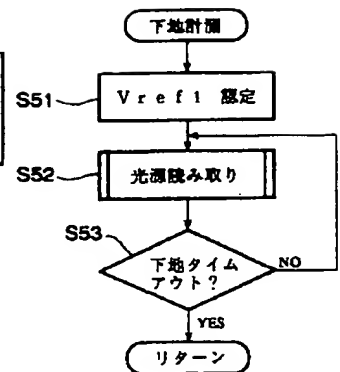 下地計測
S51
Vref1 認定
S52
光源読み取り
S53
下地タイム
アウト？
NO
YES
リターン